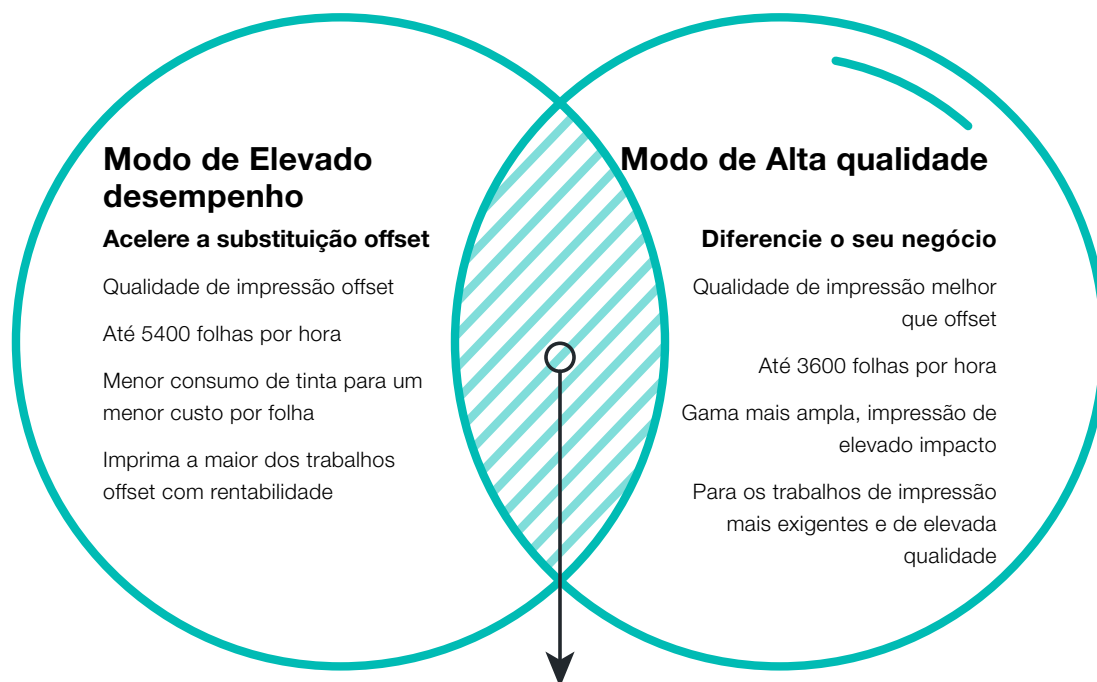 Modo de Elevado
desempenho
Acelere a substituição offset
Qualidade de impressão offset
Até 5400 folhas por hora
Menor consumo de tinta para um
menor custo por folha
Imprima a maior dos trabalhos
offset com rentabilidade
Modo de Alta qualidade
Diferencie o seu negócio
Qualidade de impressão melhor
que offset
Até 3600 folhas por hora
Gama mais ampla, impressão de
elevado impacto
Para os trabalhos de impressão
mais exigentes e de elevada
qualidade